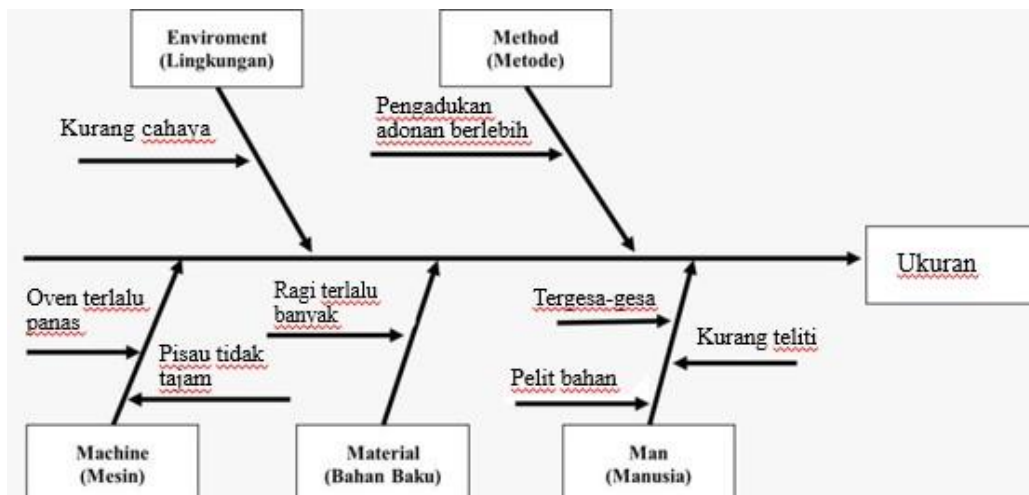 Enviroment
(Lingkungan)
Method
(Metode)
Kurang cahaya
Pengadukan
adonan berlebih
Ukuran
Oven terlalu
panas
Ragi terlalu
banyak
Tergesa-gesa
Kurang teliti
Pisau tidak
tajam
Pelit bahan
Machine
(Mesin)
Material
(Bahan Baku)
Man
(Manusia)